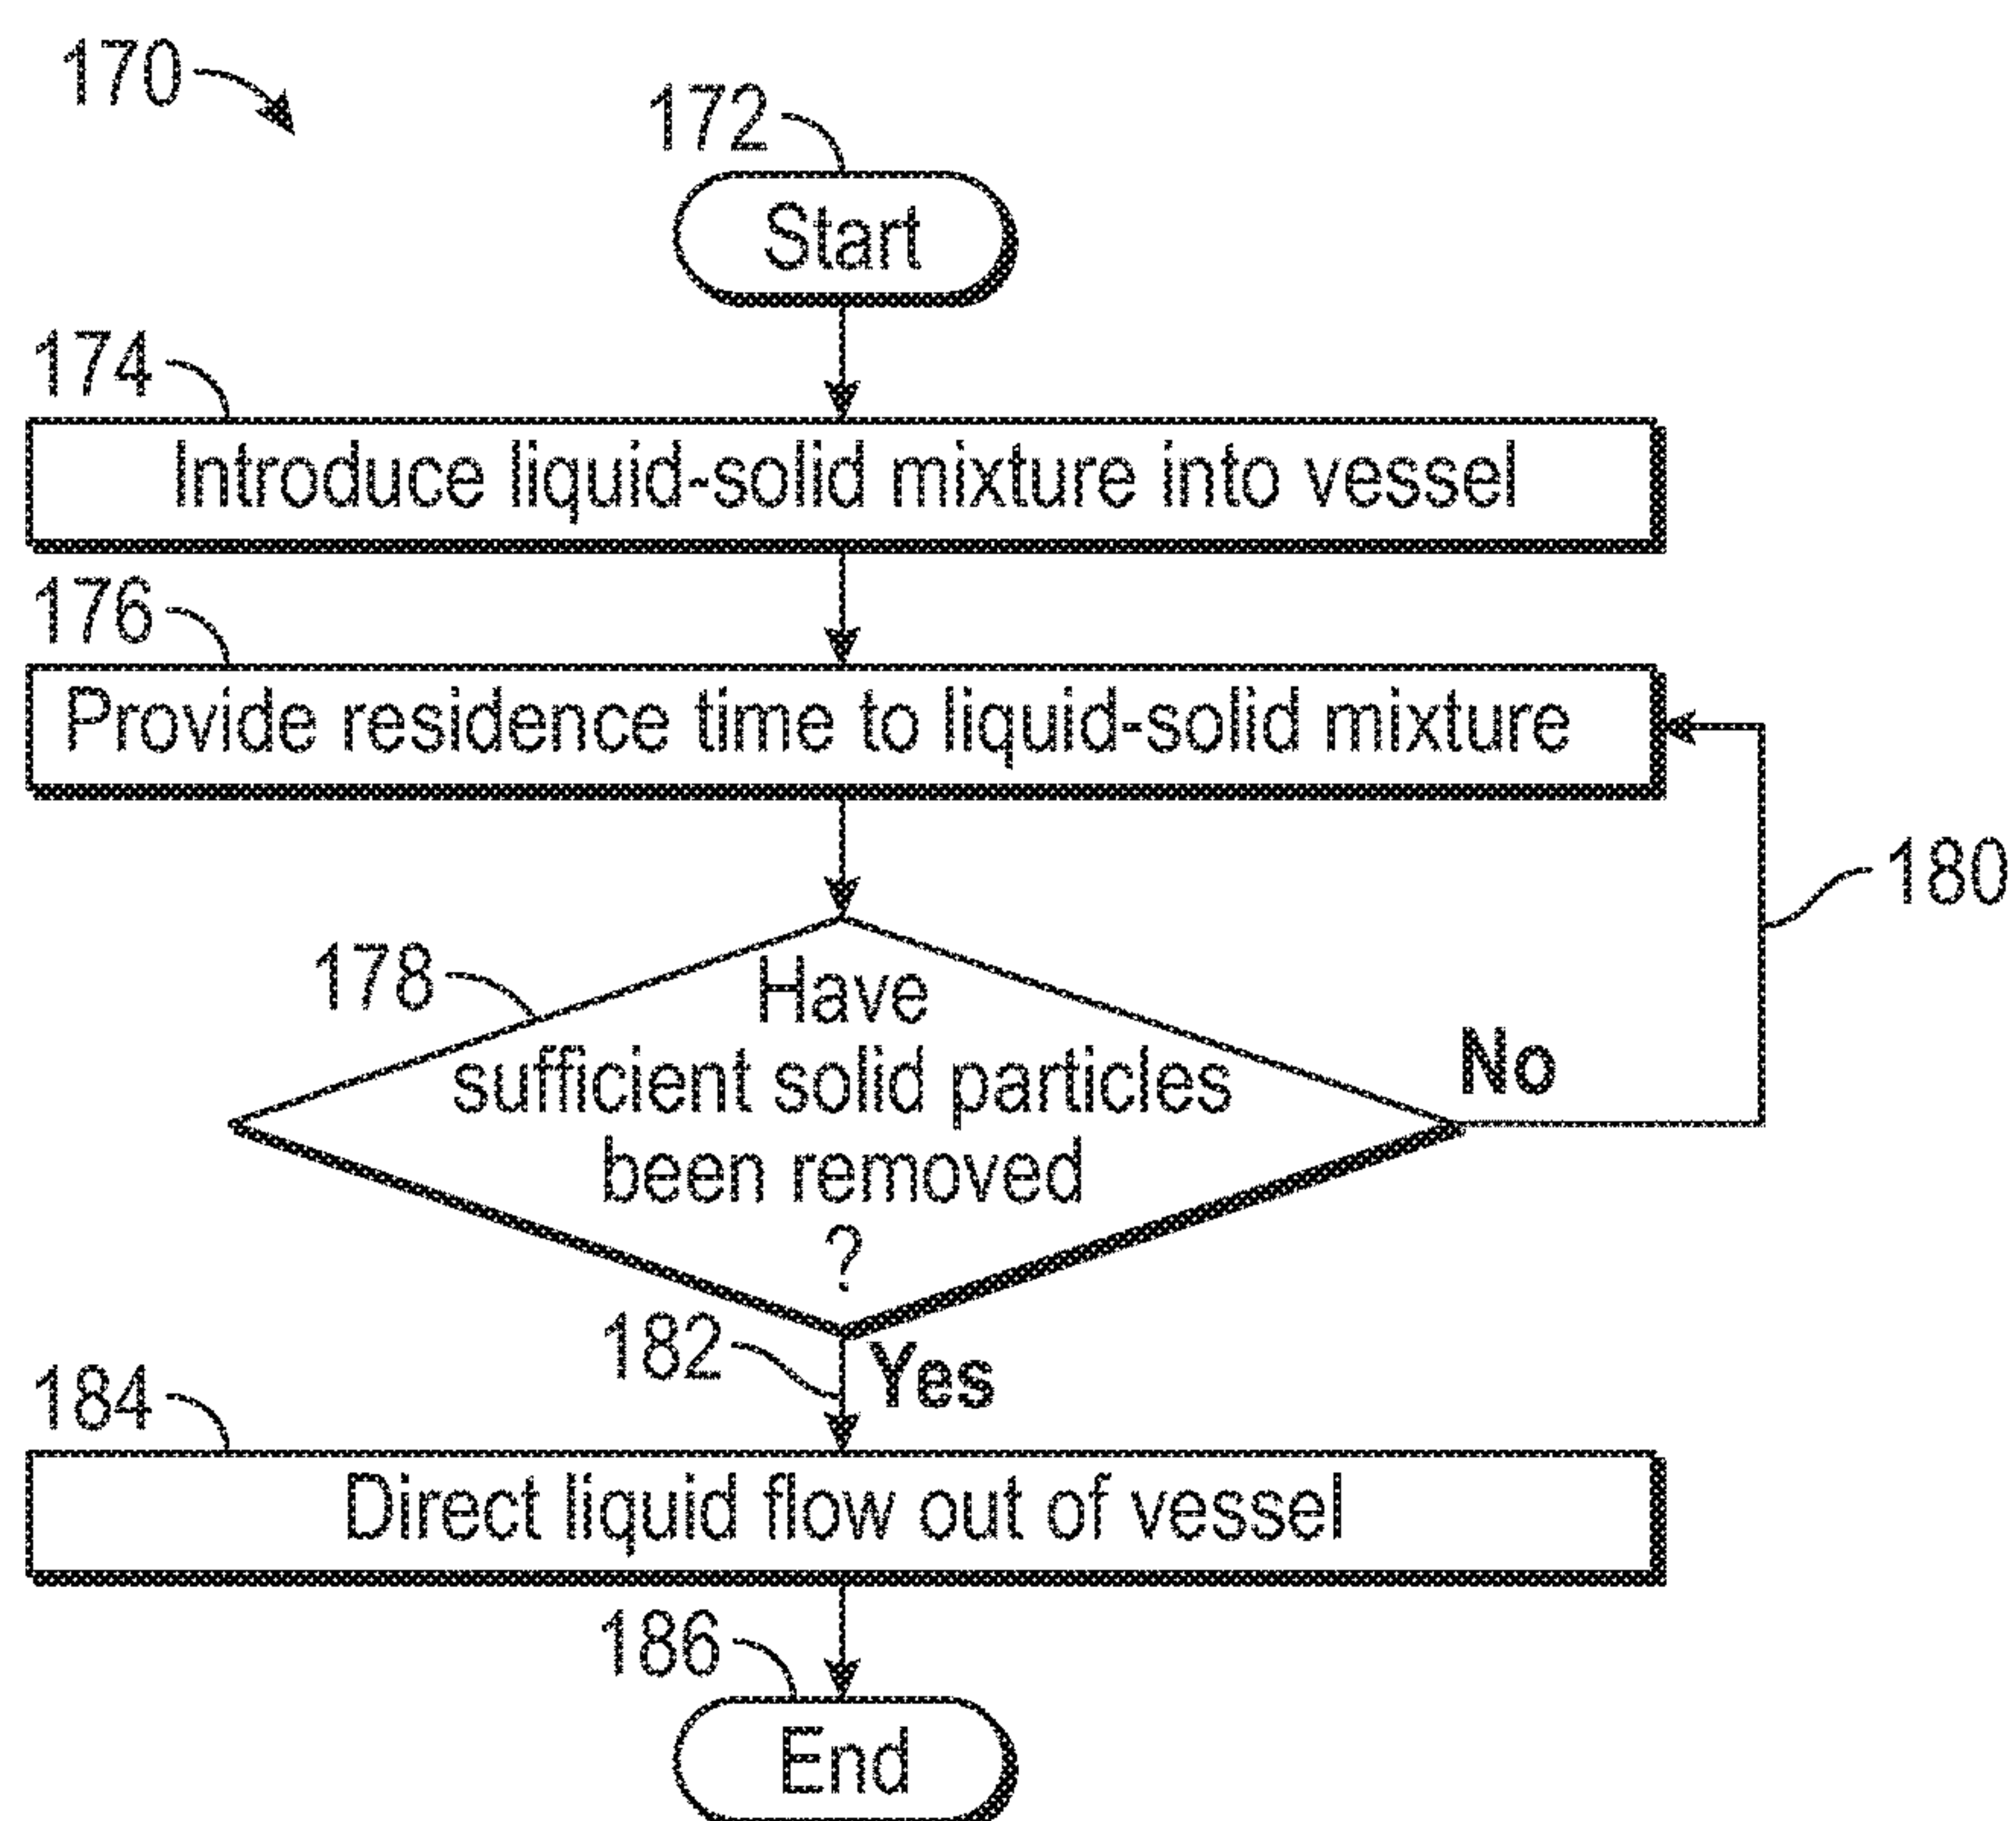 170
172
Start
174
Introduce liquid-solid mixture into vessel
176
Provide residence time to liquid-solid mixture
180
178
Have
sufficient solid particles
been removed
?
No
182
Yes
184
Direct liquid flow out of vessel
186
End